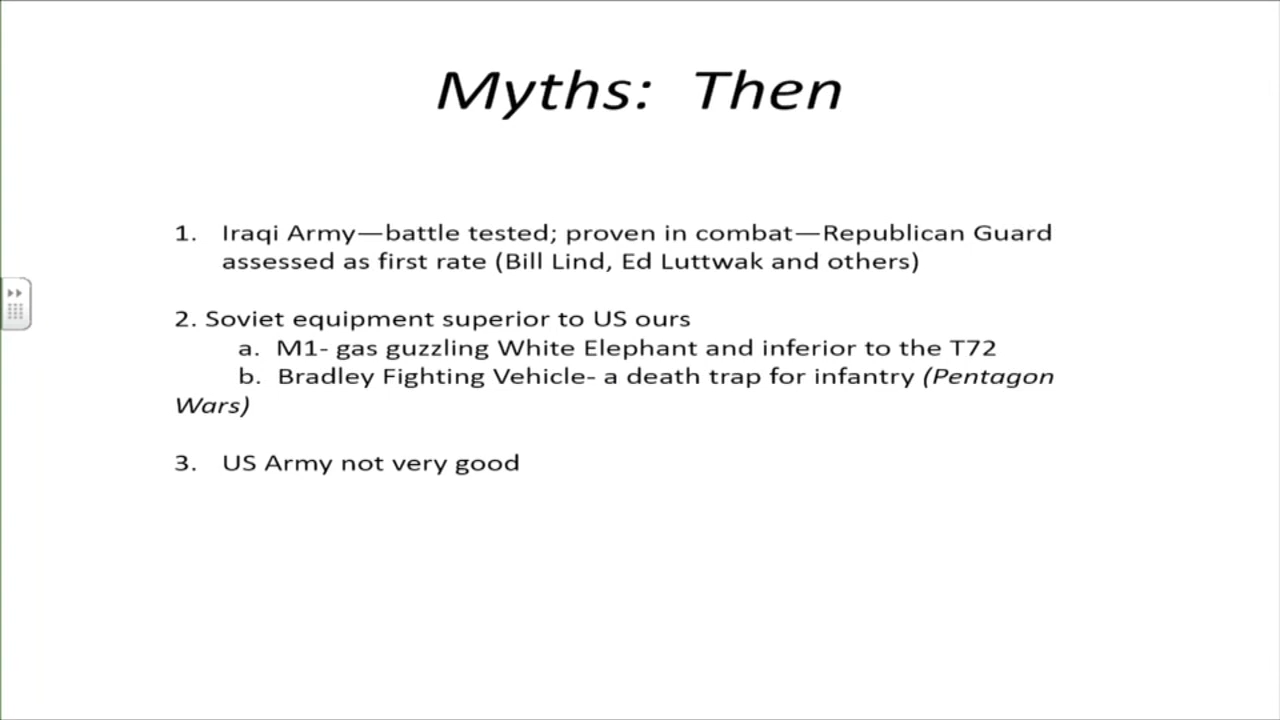 Myths: Then
1. Iraqi Army—battle tested; proven in combat—Republican Guard
assessed as first rate (Bill Lind, Ed Luttwak and others)
2. Soviet equipment superior to US ours
a. M1- gas guzzling White Elephant and inferior to the T72
b. Bradley Fighting Vehicle- a death trap for infantry (Pentagon
Wars)
3. US Army not very good